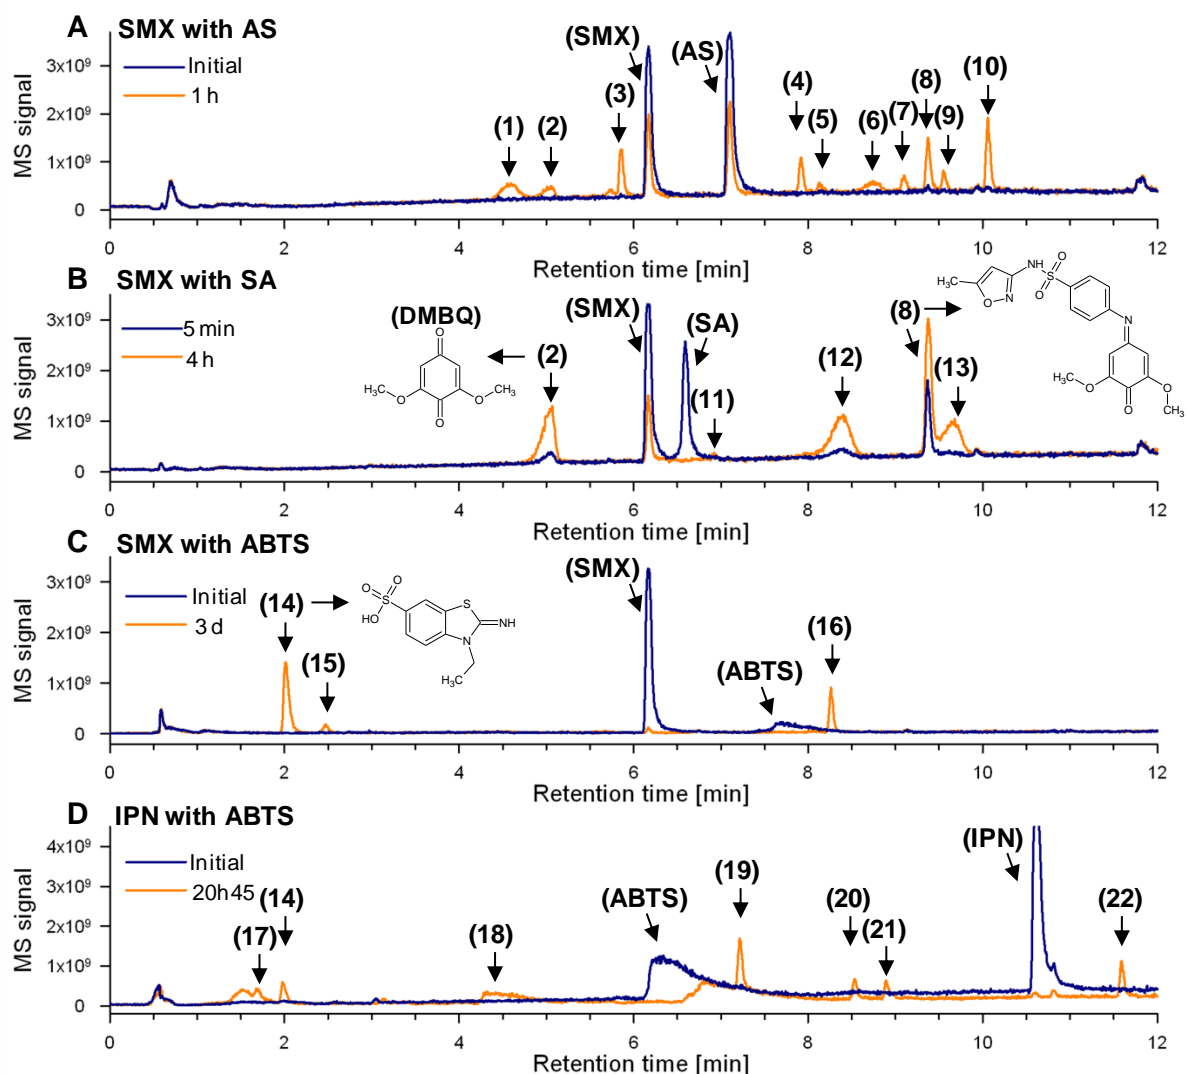 A SMX with AS
Initial
1 h
(SMX)
(AS)
(1)
(2)
(3)
(4)
(5)
(6)
(7)
(8)
(9)
(10)
MS signal
3x10⁹
2x10⁹
1x10⁹
0
0 2 4 6 8 10 12
Retention time [min]
B SMX with SA
5 min
4 h
(DMBQ)
O
H₃C O O CH₃
O
(2)
(SMX)
(SA)
(11)
(12)
(8)
(13)
H₃C O N NH S O O
N
H₃C O O O CH₃
MS signal
3x10⁹
2x10⁹
1x10⁹
0
0 2 4 6 8 10 12
Retention time [min]
C SMX with ABTS
Initial
3 d
(14)
(15)
O O S HO S NH N H₃C
(SMX)
(ABTS)
(16)
MS signal
3x10⁹
2x10⁹
1x10⁹
0
0 2 4 6 8 10 12
Retention time [min]
D IPN with ABTS
Initial
20h45
(17)
(14)
(18)
(ABTS)
(19)
(20)
(21)
(IPN)
(22)
MS signal
4x10⁹
3x10⁹
2x10⁹
1x10⁹
0
0 2 4 6 8 10 12
Retention time [min]